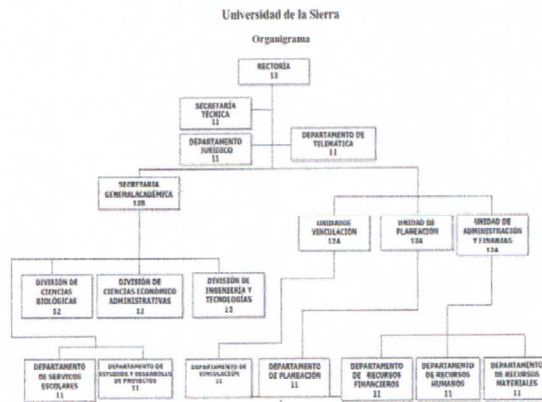 Universidad de la Sierra
Organigrama
RECTORÍA
13
SECRETARÍA
TÉCNICA
11
DEPARTAMENTO
JURÍDICO
11
DEPARTAMENTO DE
TELEMÁTICA
11
SECRETARIA
GENERAL ACADÉMICA
12B
UNIDAD DE
VINCULACIÓN
12A
UNIDAD DE
PLANEACION
12A
UNIDAD DE
ADMINISTRACIÓN
Y FINANZAS
12A
DIVISIÓN DE
CIENCIAS
BIOLÓGICAS
12
DIVISIÓN DE
CIENCIAS ECONÓMICO
ADMINISTRATIVAS
12
DIVISIÓN DE
INGENIERIA Y
TECNOLOGÍAS
12
DEPARTAMENTO
DE SERVICIOS
ESCOLARES
11
DEPARTAMENTO DE
ESTUDIOS Y DESARROLLO
DE PROYECTOS
11
DEPARTAMENTO DE
VINCULACIÓN
11
DEPARTAMENTO
DE PLANEACIÓN
11
DEPARTAMENTO
DE RECURSOS
FINANCIEROS
11
DEPARTAMENTO
DE RECURSOS
HUMANOS
11
DEPARTAMENTO
DE RECURSOS
MATERIALES
11